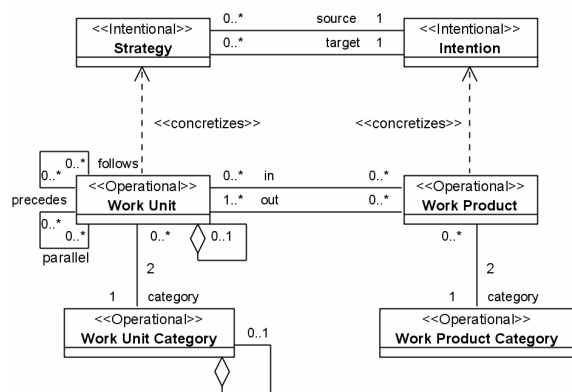 0..* source 1
<<Intentional>> <<Intentional>>
Strategy Intention
0..* target 1
<<concretizes>> <<concretizes>>
0..* follows
0..* 0..* in 0..*
<<Operational>> <<Operational>>
precedes Work Unit 1..* out 0..* Work Product
0..*
0..* 0..* 0..1 0..*
parallel
2 2
1 category 1 category
<<Operational>> <<Operational>>
Work Unit Category 0..1 Work Product Category